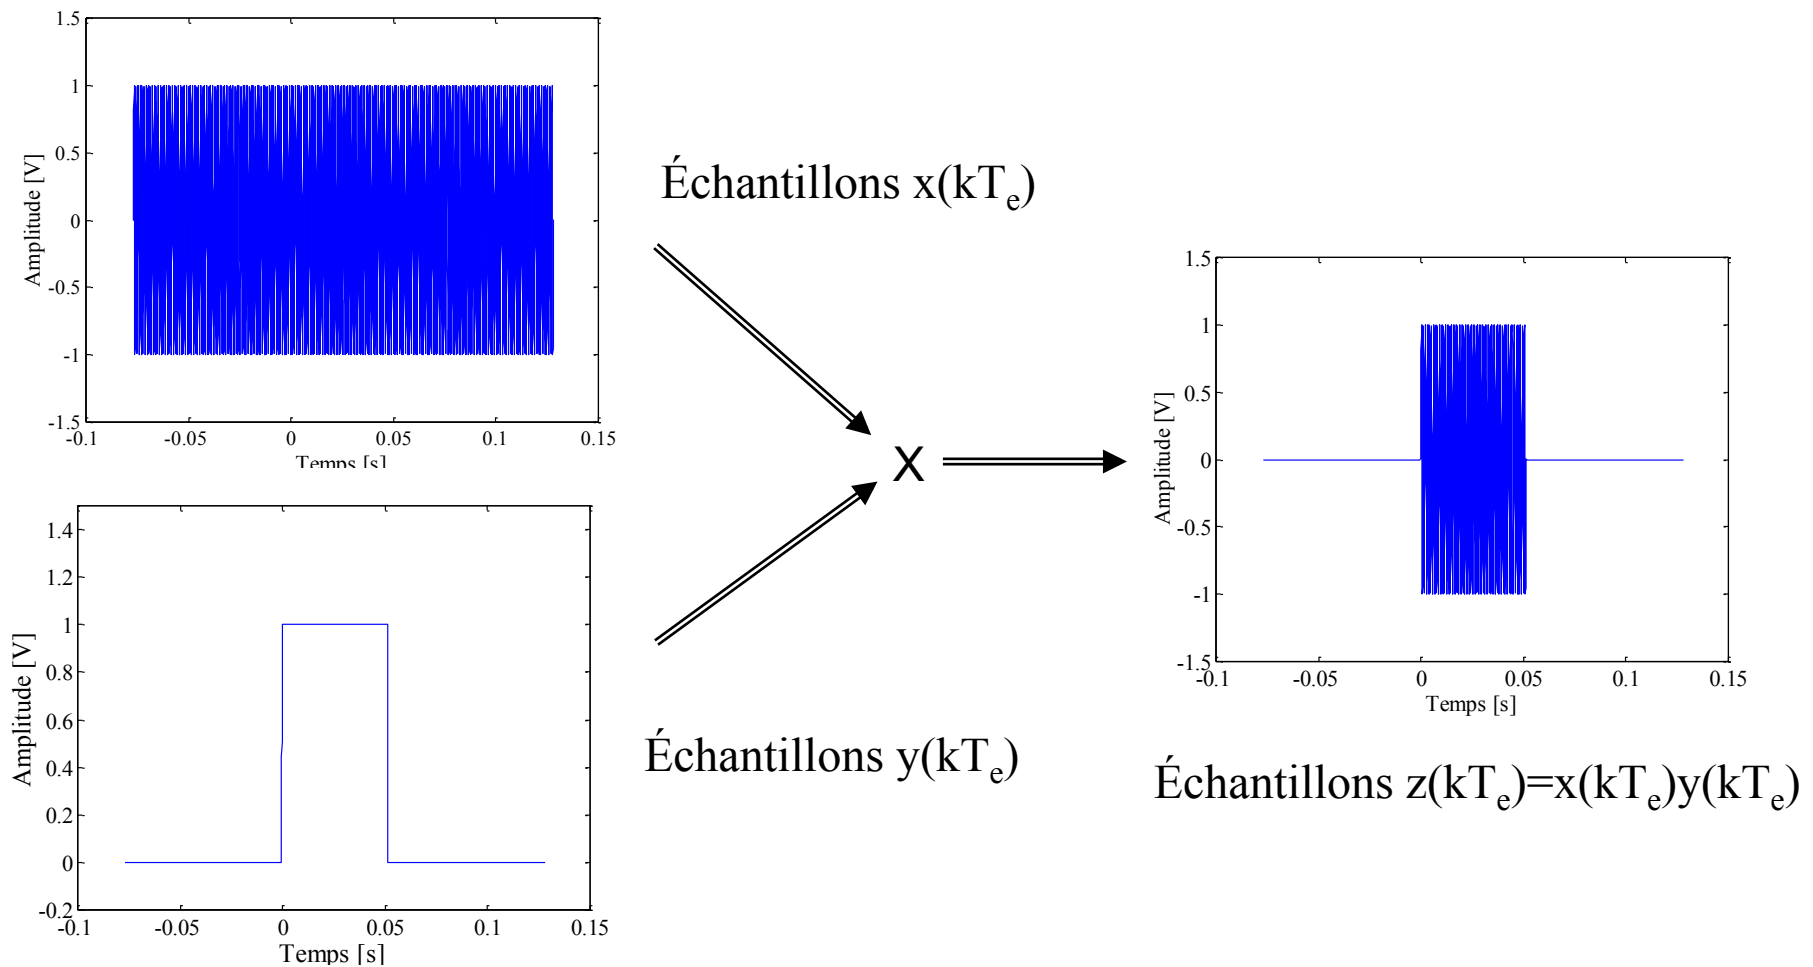 1.5
1
0.5
0
-0.5
-1
-1.5
-0.1 -0.05 0 0.05 0.1 0.15
Temps [s]
Amplitude [V]
Échantillons x(kTe)
1.4
1.2
1
0.8
0.6
0.4
0.2
0
-0.2
-0.1 -0.05 0 0.05 0.1 0.15
Temps [s]
Amplitude [V]
Échantillons y(kTe)
X
1.5
1
0.5
0
-0.5
-1
-1.5
-0.1 -0.05 0 0.05 0.1 0.15
Temps [s]
Amplitude [V]
Échantillons z(kTe)=x(kTe)y(kTe)